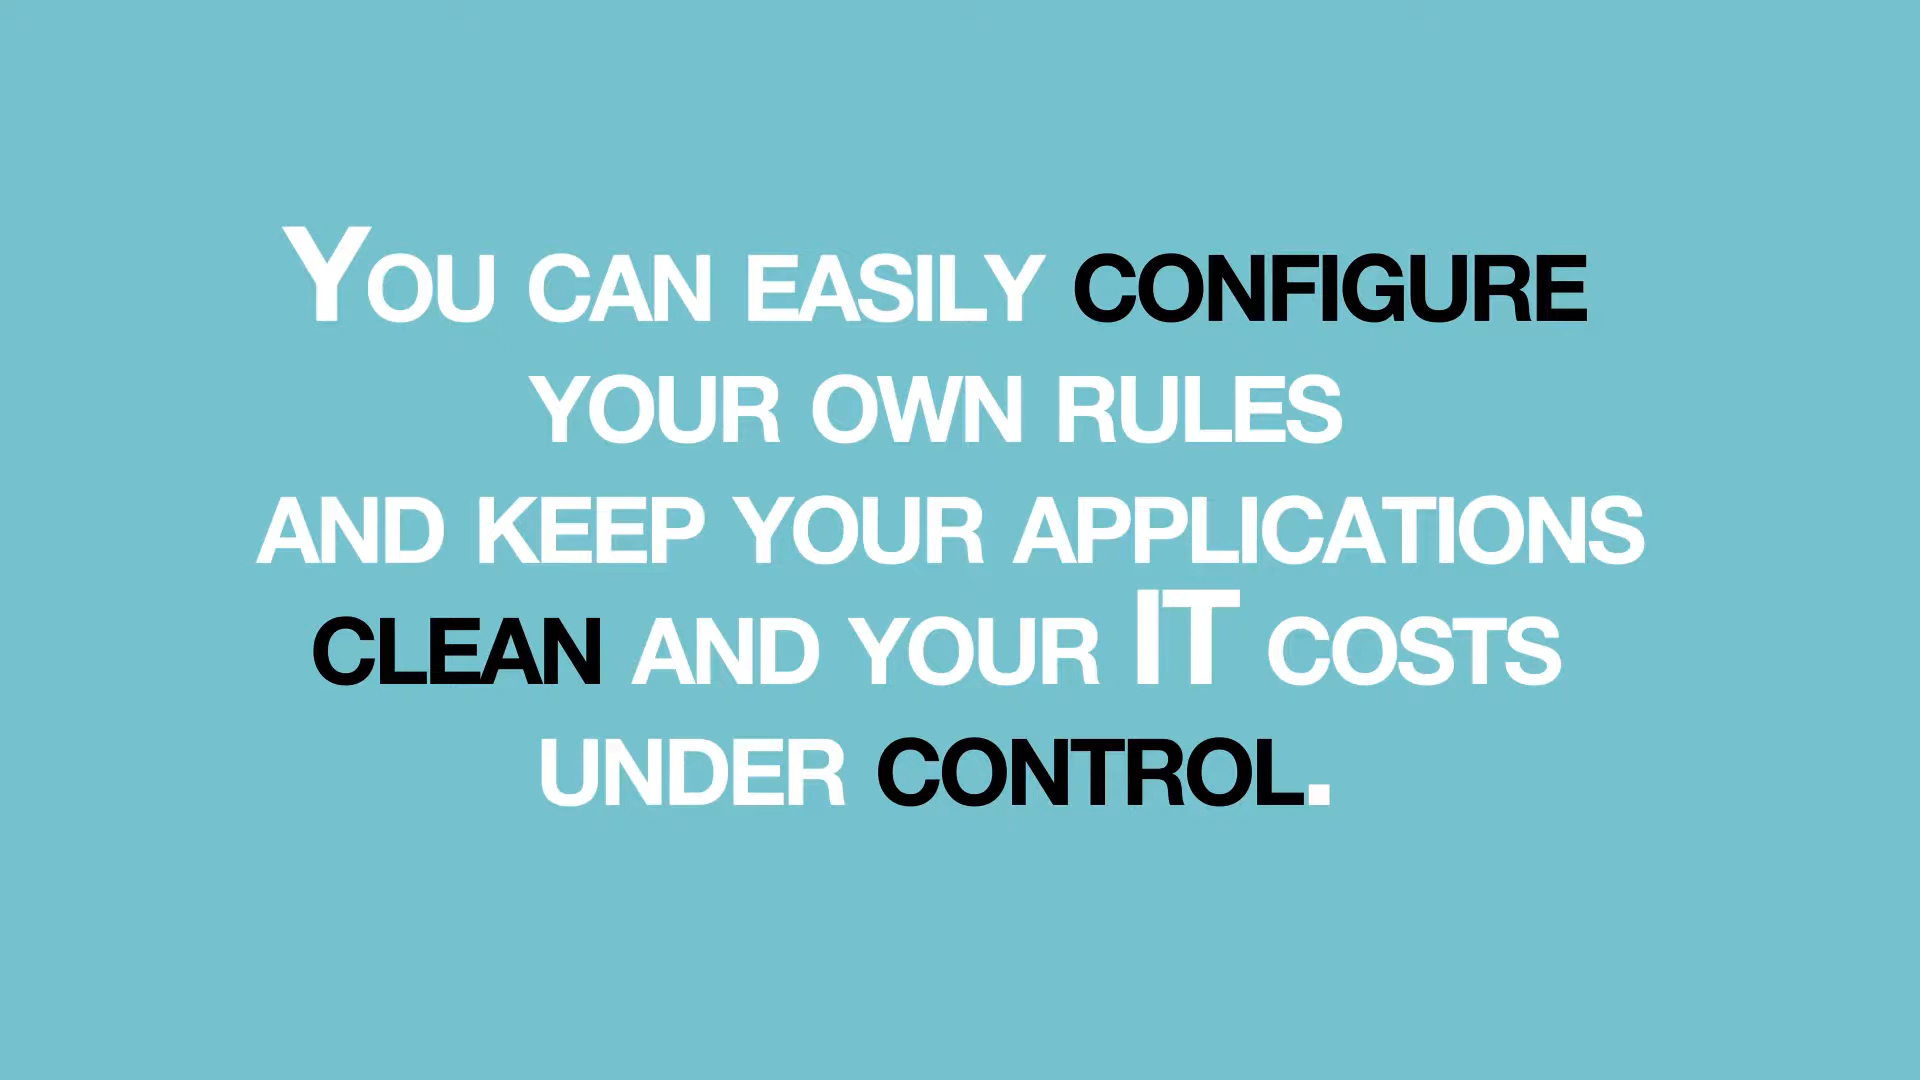 You can easily configure
your own rules
and keep your applications
clean and your IT costs
under control.